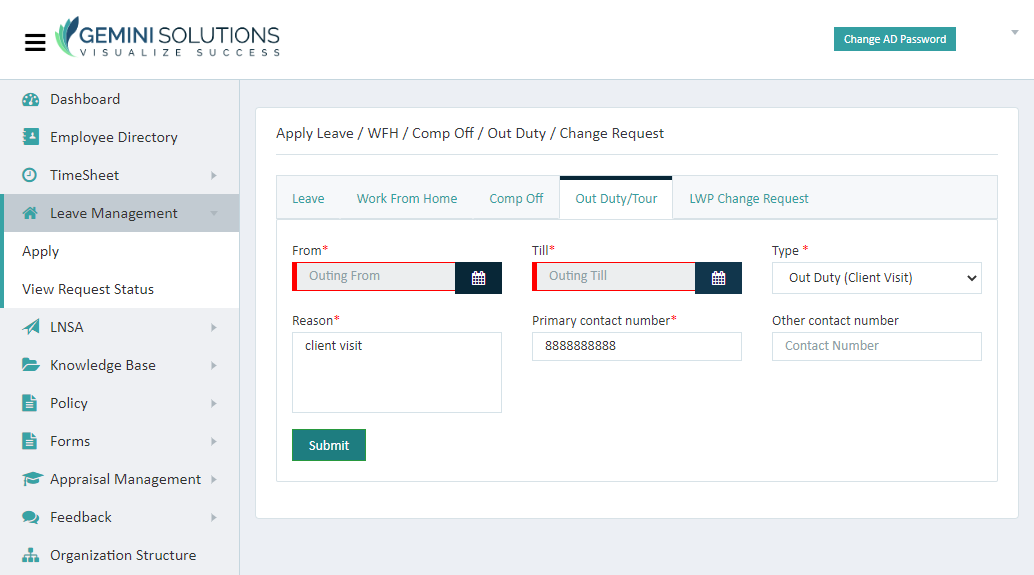 GEMINI SOLUTIONS
VISUALIZE SUCCESS
Change AD Password
Dashboard
Employee Directory
TimeSheet
Leave Management
Apply
View Request Status
LNSA
Knowledge Base
Policy
Forms
Appraisal Management
Feedback
Organization Structure
Apply Leave / WFH / Comp Off / Out Duty / Change Request
Leave Work From Home Comp Off Out Duty/Tour LWP Change Request
From* Till* Type *
Outing From Outing Till Out Duty (Client Visit)
Reason* Primary contact number* Other contact number
client visit 8888888888 Contact Number
Submit